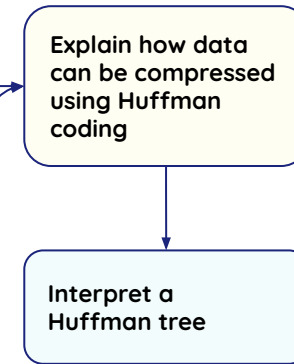 Explain how data
can be compressed
using Huffman
coding
Interpret a
Huffman tree